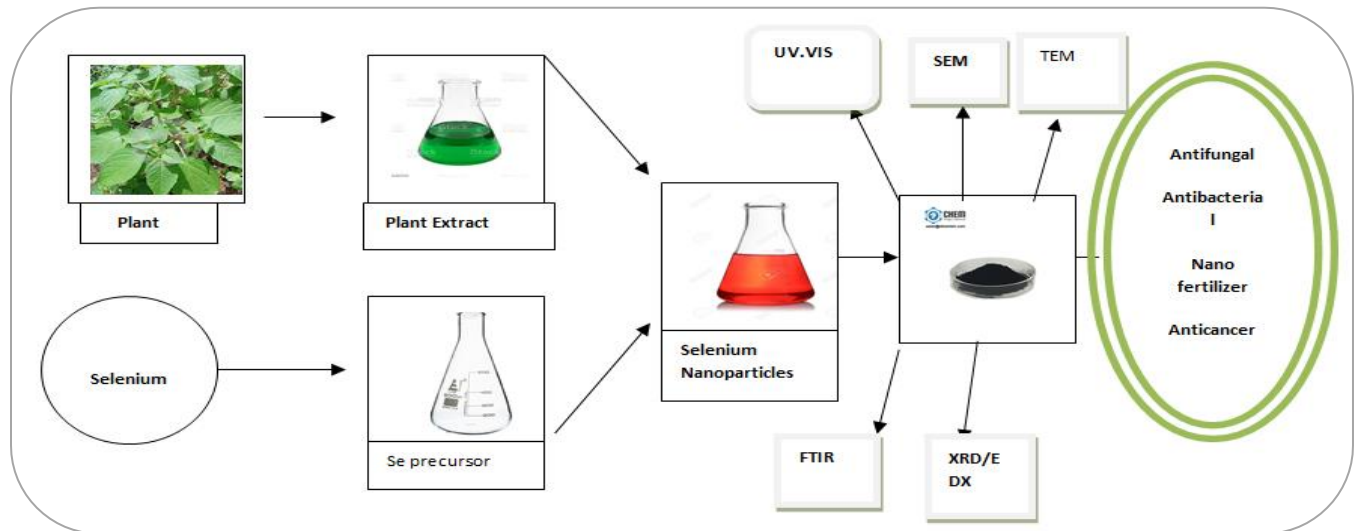 UV.VIS
SEM
TEM
Plant
Plant Extract
Selenium
Se precursor
Selenium
Nanoparticles
CHEM
FTIR
XRD/E
DX
Antifungal
Antibacteria
l
Nano
fertilizer
Anticancer